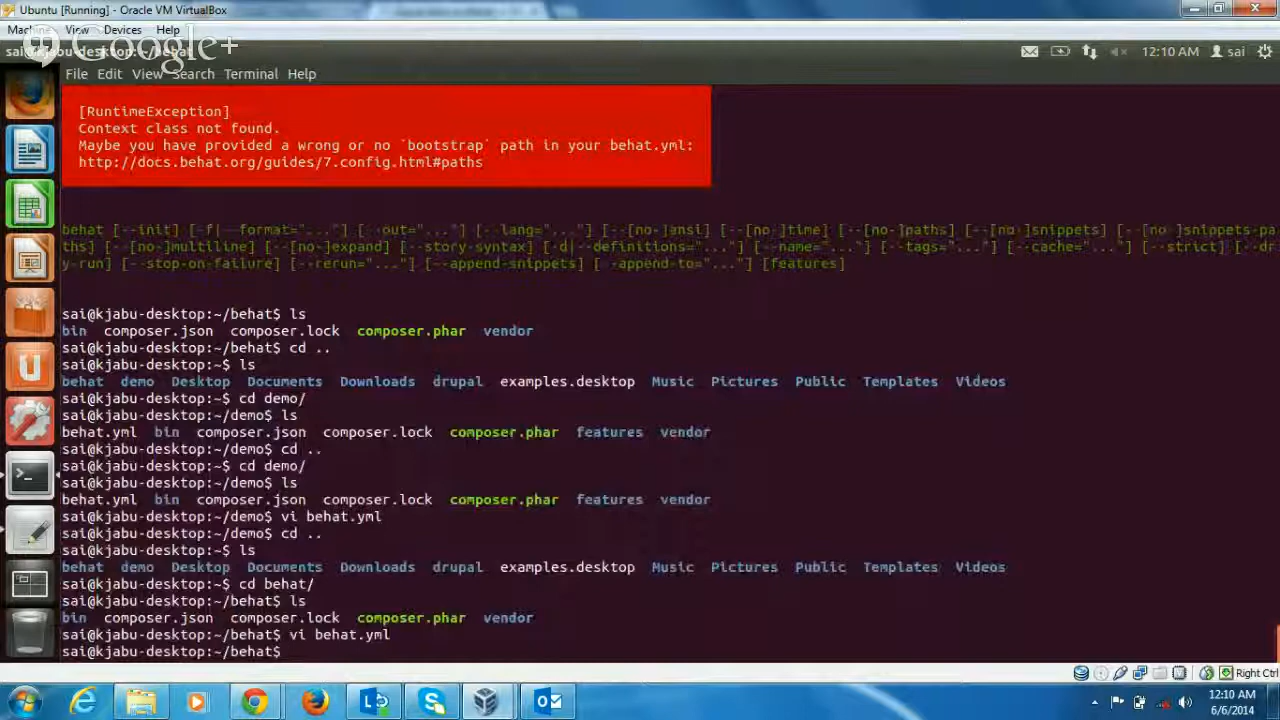 Ubuntu [Running] - Oracle VM VirtualBox
Machine View Devices Help
Google+
sai@kjabu-desktop: ~/behat
12:10 AM sai
File Edit View Search Terminal Help
[RuntimeException]
Context class not found.
Maybe you have provided a wrong or no `bootstrap` path in your behat.yml:
http://docs.behat.org/guides/7.config.html#paths
behat [--init] [-f|--format="..."] [--out="..."] [--lang="..."] [--[no-]ansi] [--[no-]time] [--[no-]paths] [--[no-]snippets] [--[no-]snippets-pa
ths] [--[no-]multiline] [--[no-]expand] [--story-syntax] [-d|--definitions="..."] [--name="..."] [--tags="..."] [--cache="..."] [--strict] [--dr
y-run] [--stop-on-failure] [--rerun="..."] [--append-snippets] [--append-to="..."] [features]
sai@kjabu-desktop:~/behat$ ls
bin composer.json composer.lock composer.phar vendor
sai@kjabu-desktop:~/behat$ cd ..
sai@kjabu-desktop:~$ ls
behat demo Desktop Documents Downloads drupal examples.desktop Music Pictures Public Templates Videos
sai@kjabu-desktop:~$ cd demo/
sai@kjabu-desktop:~/demo$ ls
behat.yml bin composer.json composer.lock composer.phar features vendor
sai@kjabu-desktop:~/demo$ cd ..
sai@kjabu-desktop:~$ cd demo/
sai@kjabu-desktop:~/demo$ ls
behat.yml bin composer.json composer.lock composer.phar features vendor
sai@kjabu-desktop:~/demo$ vi behat.yml
sai@kjabu-desktop:~/demo$ cd ..
sai@kjabu-desktop:~$ ls
behat demo Desktop Documents Downloads drupal examples.desktop Music Pictures Public Templates Videos
sai@kjabu-desktop:~$ cd behat/
sai@kjabu-desktop:~/behat$ ls
bin composer.json composer.lock composer.phar vendor
sai@kjabu-desktop:~/behat$ vi behat.yml
sai@kjabu-desktop:~/behat$
Right Ctrl
12:10 AM
6/6/2014